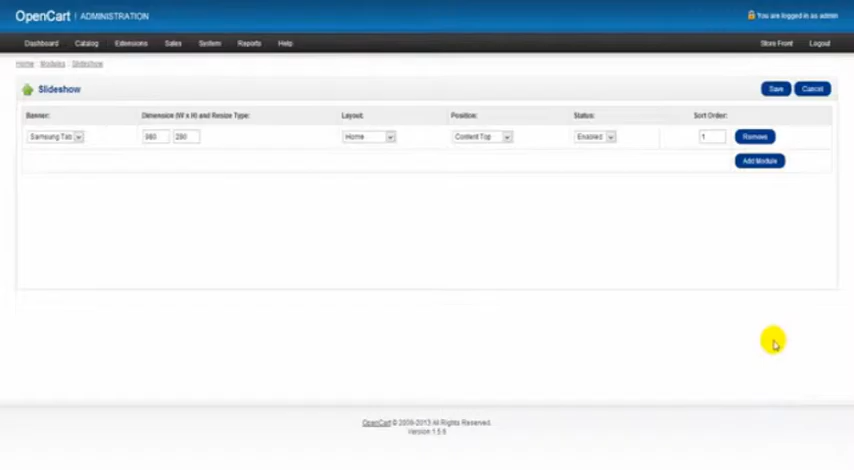 OpenCart | ADMINISTRATION
You are logged in as admin
Dashboard Catalog Extensions Sales System Reports Help Store Front Logout
Home : Modules : Slideshow
Slideshow Save Cancel
Banner: Dimension (W x H) and Resize Type: Layout: Position: Status: Sort Order:
Samsung Tab 980 280 Home Content Top Enabled 1 Remove
Add Module
OpenCart © 2009-2013 All Rights Reserved.
Version 1.5.6